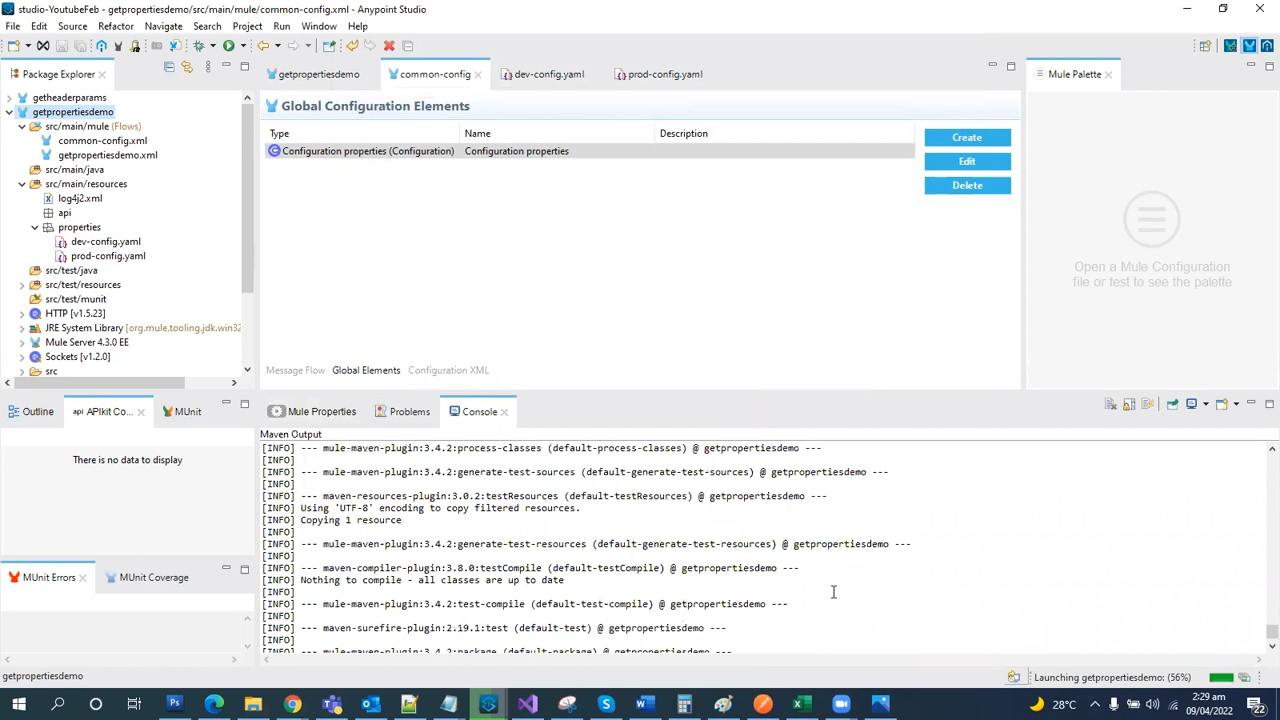 studio-YoutubeFeb - getpropertiesdemo/src/main/mule/common-config.xml - Anypoint Studio
File Edit Source Refactor Navigate Search Project Run Window Help
Package Explorer
getheaderparams
getpropertiesdemo
src/main/mule (Flows)
common-config.xml
getpropertiesdemo.xml
src/main/java
src/main/resources
log4j2.xml
api
properties
dev-config.yaml
prod-config.yaml
src/test/java
src/test/resources
src/test/munit
HTTP [v1.5.23]
JRE System Library [org.mule.tooling.jdk.win32
Mule Server 4.3.0 EE
Sockets [v1.2.0]
src
getpropertiesdemo common-config dev-config.yaml prod-config.yaml
Global Configuration Elements
Type Name Description
Configuration properties (Configuration) Configuration properties
Create
Edit
Delete
Message Flow Global Elements Configuration XML
Mule Palette
Open a Mule Configuration
file or test to see the palette
Outline api APIkit Co... MUnit
There is no data to display
MUnit Errors MUnit Coverage
Mule Properties Problems Console
Maven Output
[INFO] --- mule-maven-plugin:3.4.2:process-classes (default-process-classes) @ getpropertiesdemo ---
[INFO]
[INFO] --- mule-maven-plugin:3.4.2:generate-test-sources (default-generate-test-sources) @ getpropertiesdemo ---
[INFO]
[INFO] --- maven-resources-plugin:3.0.2:testResources (default-testResources) @ getpropertiesdemo ---
[INFO] Using 'UTF-8' encoding to copy filtered resources.
[INFO] Copying 1 resource
[INFO]
[INFO] --- mule-maven-plugin:3.4.2:generate-test-resources (default-generate-test-resources) @ getpropertiesdemo ---
[INFO]
[INFO] --- maven-compiler-plugin:3.8.0:testCompile (default-testCompile) @ getpropertiesdemo ---
[INFO] Nothing to compile - all classes are up to date
[INFO]
[INFO] --- mule-maven-plugin:3.4.2:test-compile (default-test-compile) @ getpropertiesdemo ---
[INFO]
[INFO] --- maven-surefire-plugin:2.19.1:test (default-test) @ getpropertiesdemo ---
[INFO]
[INFO] --- mule-maven-plugin:3.4.2:package (default-package) @ getpropertiesdemo ---
getpropertiesdemo
Launching getpropertiesdemo: (56%)
28°C
2:29 am
09/04/2022
22